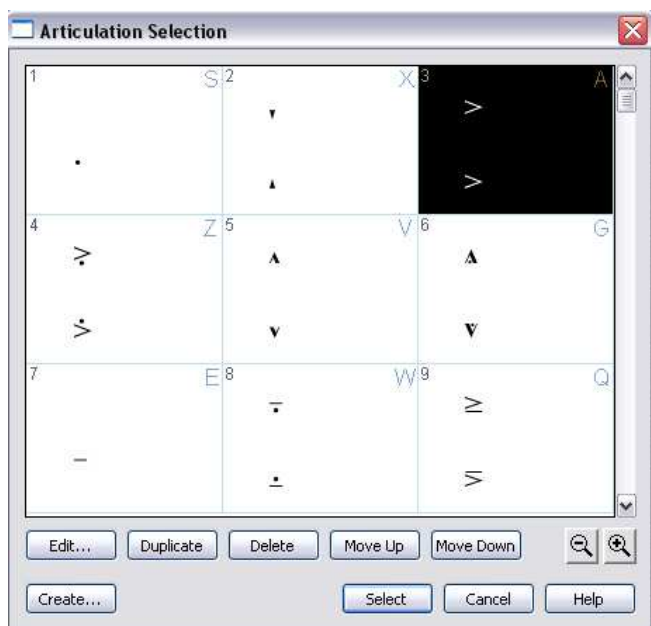 Articulation Selection
1 S 2 X 3 A
4 Z 5 V 6 G
7 E 8 W 9 Q
Edit... Duplicate Delete Move Up Move Down
Create... Select Cancel Help